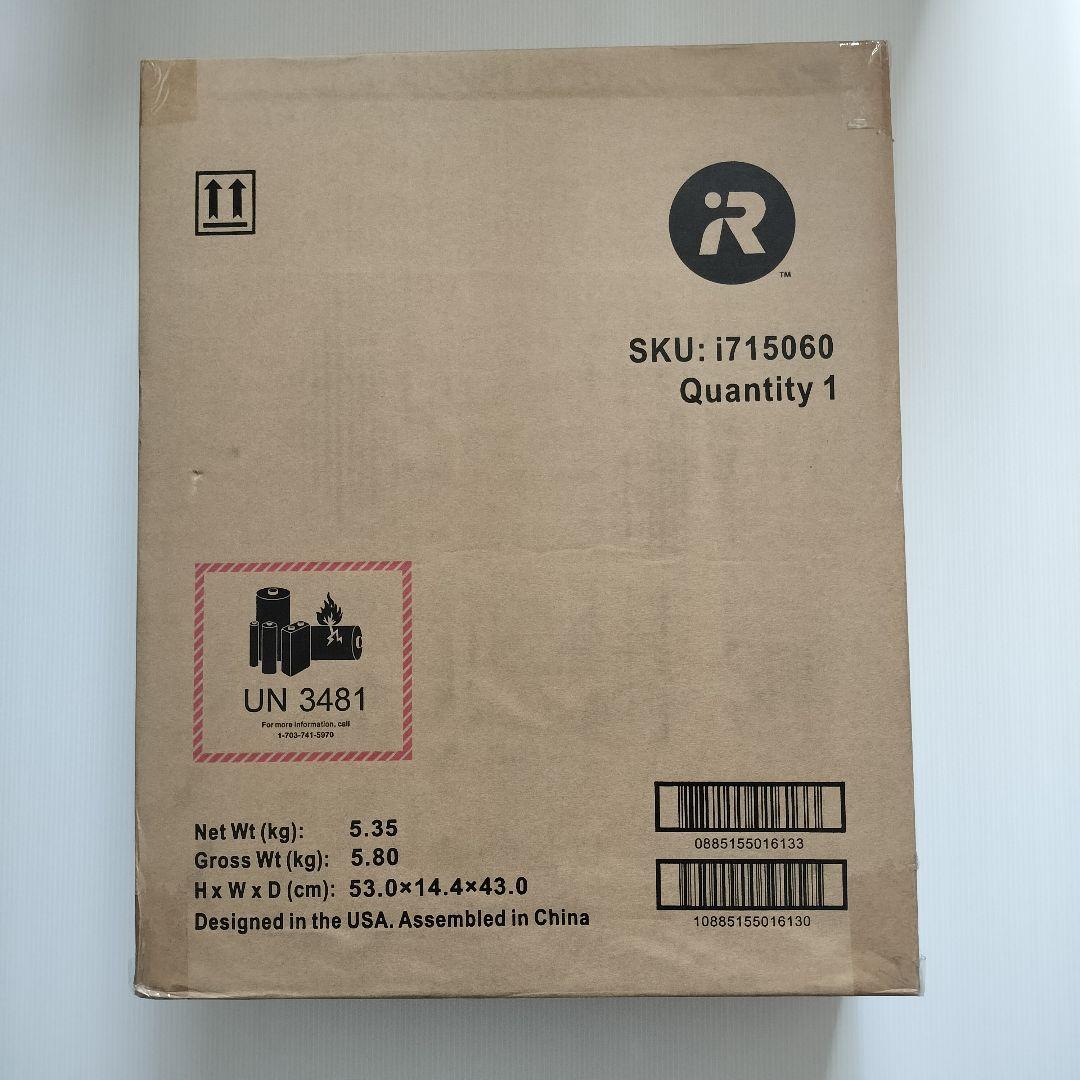 iR
TM
SKU: i715060
Quantity 1
UN 3481
For more information, call
1-703-741-5970
Net Wt (kg): 5.35
Gross Wt (kg): 5.80
H x W x D (cm): 53.0×14.4×43.0
Designed in the USA. Assembled in China
0885155016133
10885155016130